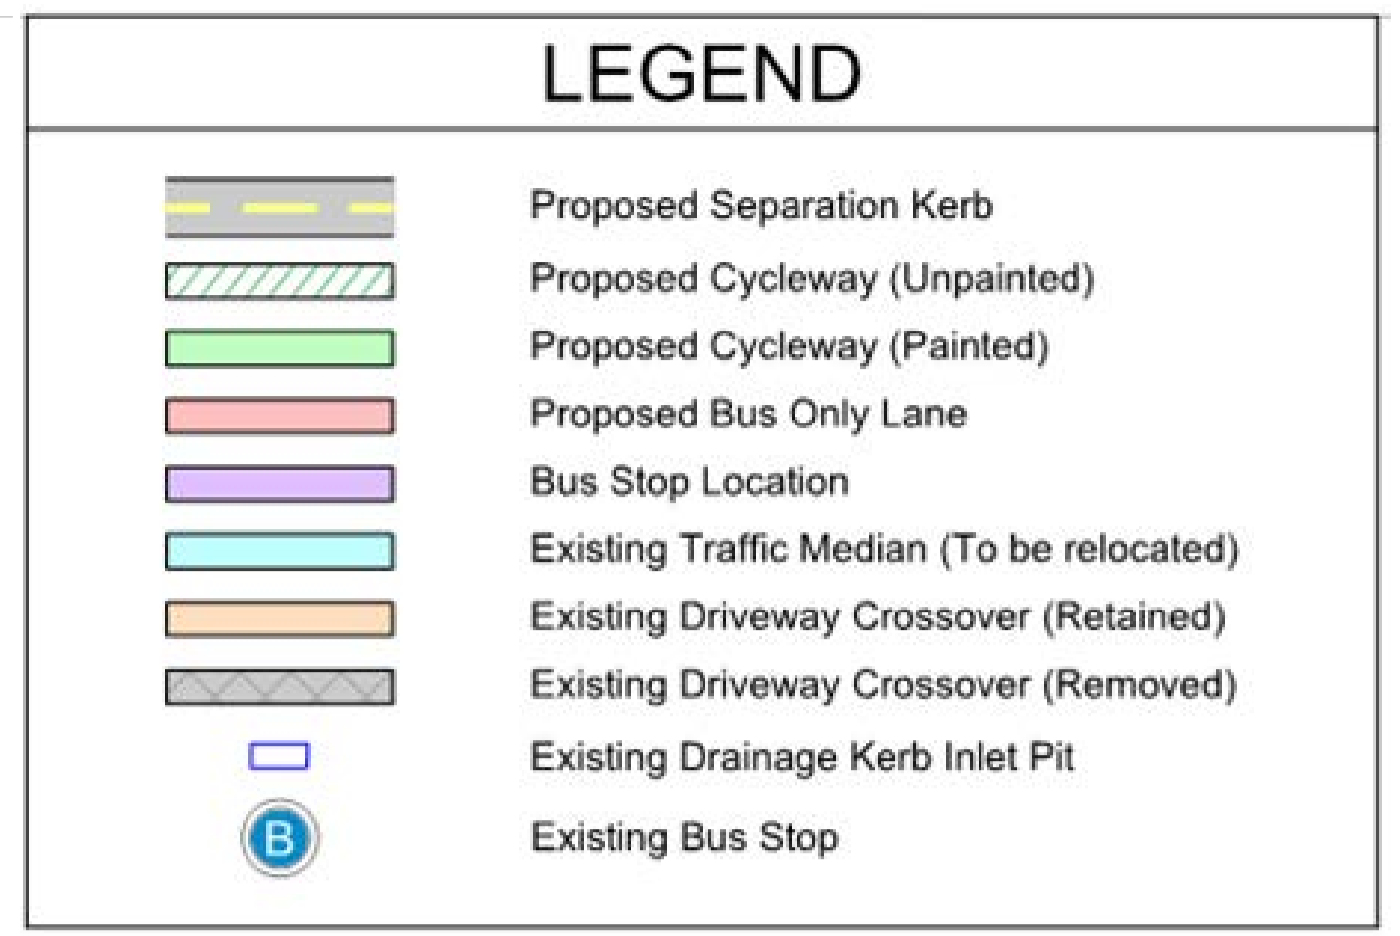 LEGEND
Proposed Separation Kerb
Proposed Cycleway (Unpainted)
Proposed Cycleway (Painted)
Proposed Bus Only Lane
Bus Stop Location
Existing Traffic Median (To be relocated)
Existing Driveway Crossover (Retained)
Existing Driveway Crossover (Removed)
Existing Drainage Kerb Inlet Pit
B Existing Bus Stop